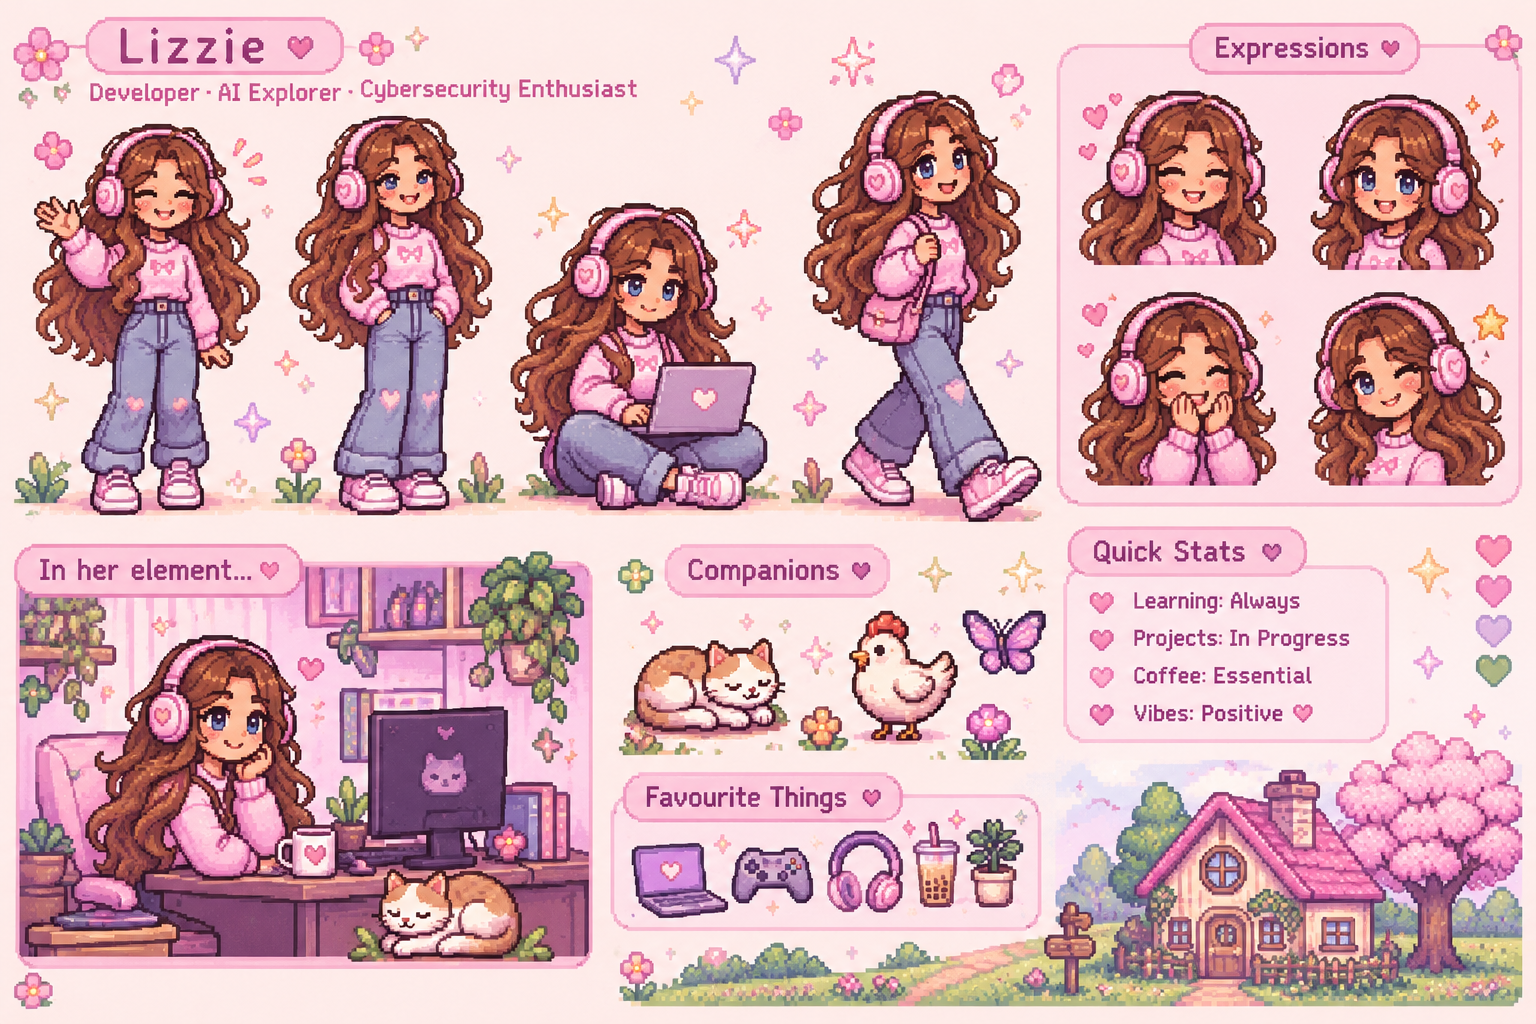 Lizzie
Developer · AI Explorer · Cybersecurity Enthusiast
Expressions
In her element...
Companions
Favourite Things
Quick Stats
Learning: Always
Projects: In Progress
Coffee: Essential
Vibes: Positive